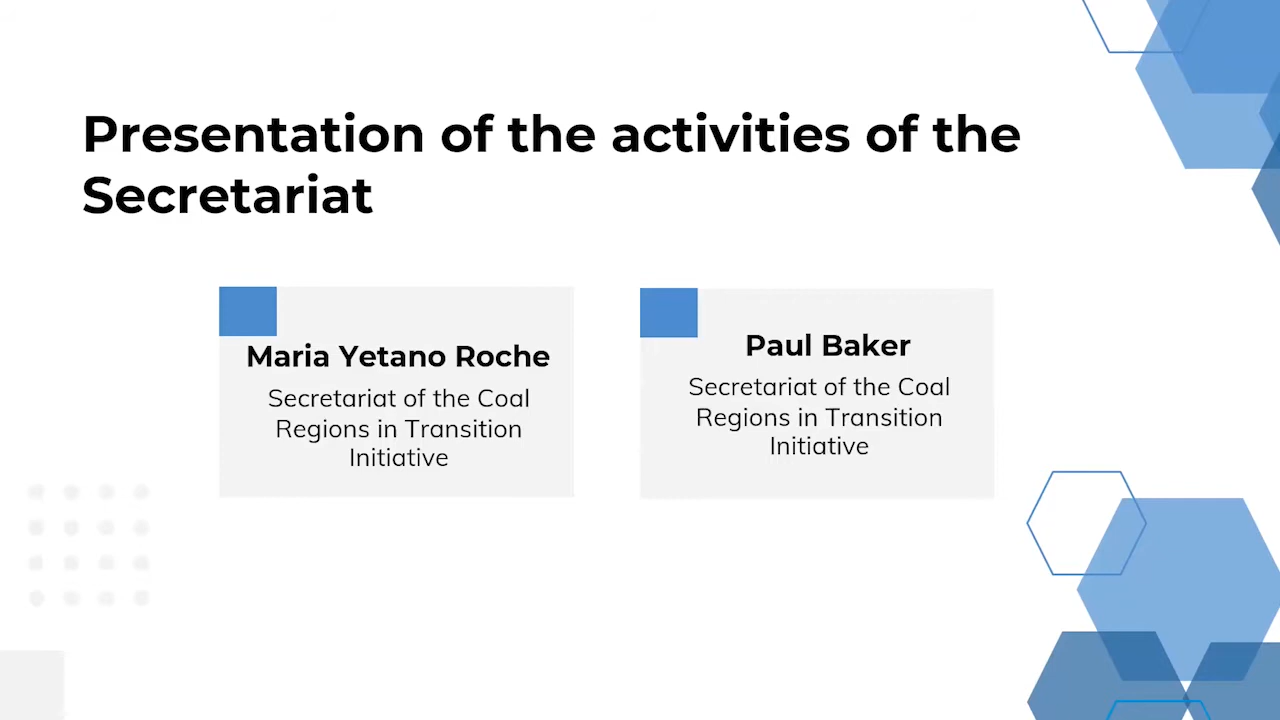 Presentation of the activities of the
Secretariat
Maria Yetano Roche
Secretariat of the Coal
Regions in Transition
Initiative
Paul Baker
Secretariat of the Coal
Regions in Transition
Initiative